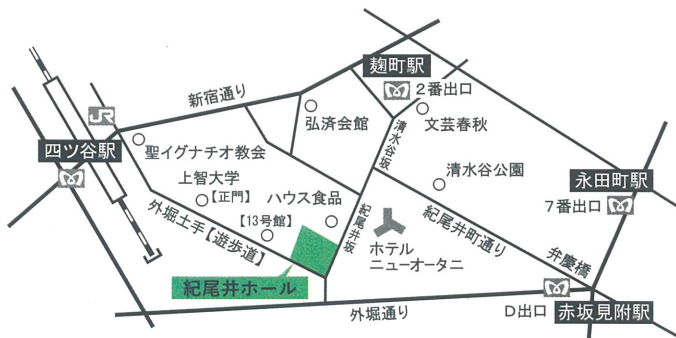 麹町駅
2番出口
新宿通り
JR
弘済会館
文芸春秋
清水谷坂
四ツ谷駅
聖イグナチオ教会
上智大学
【正門】
ハウス食品
清水谷公園
永田町駅
7番出口
【13号館】
外堀土手【遊歩道】
紀尾井坂
ホテル
ニューオータニ
紀尾井町通り
弁慶橋
紀尾井ホール
外堀通り
D出口
赤坂見附駅